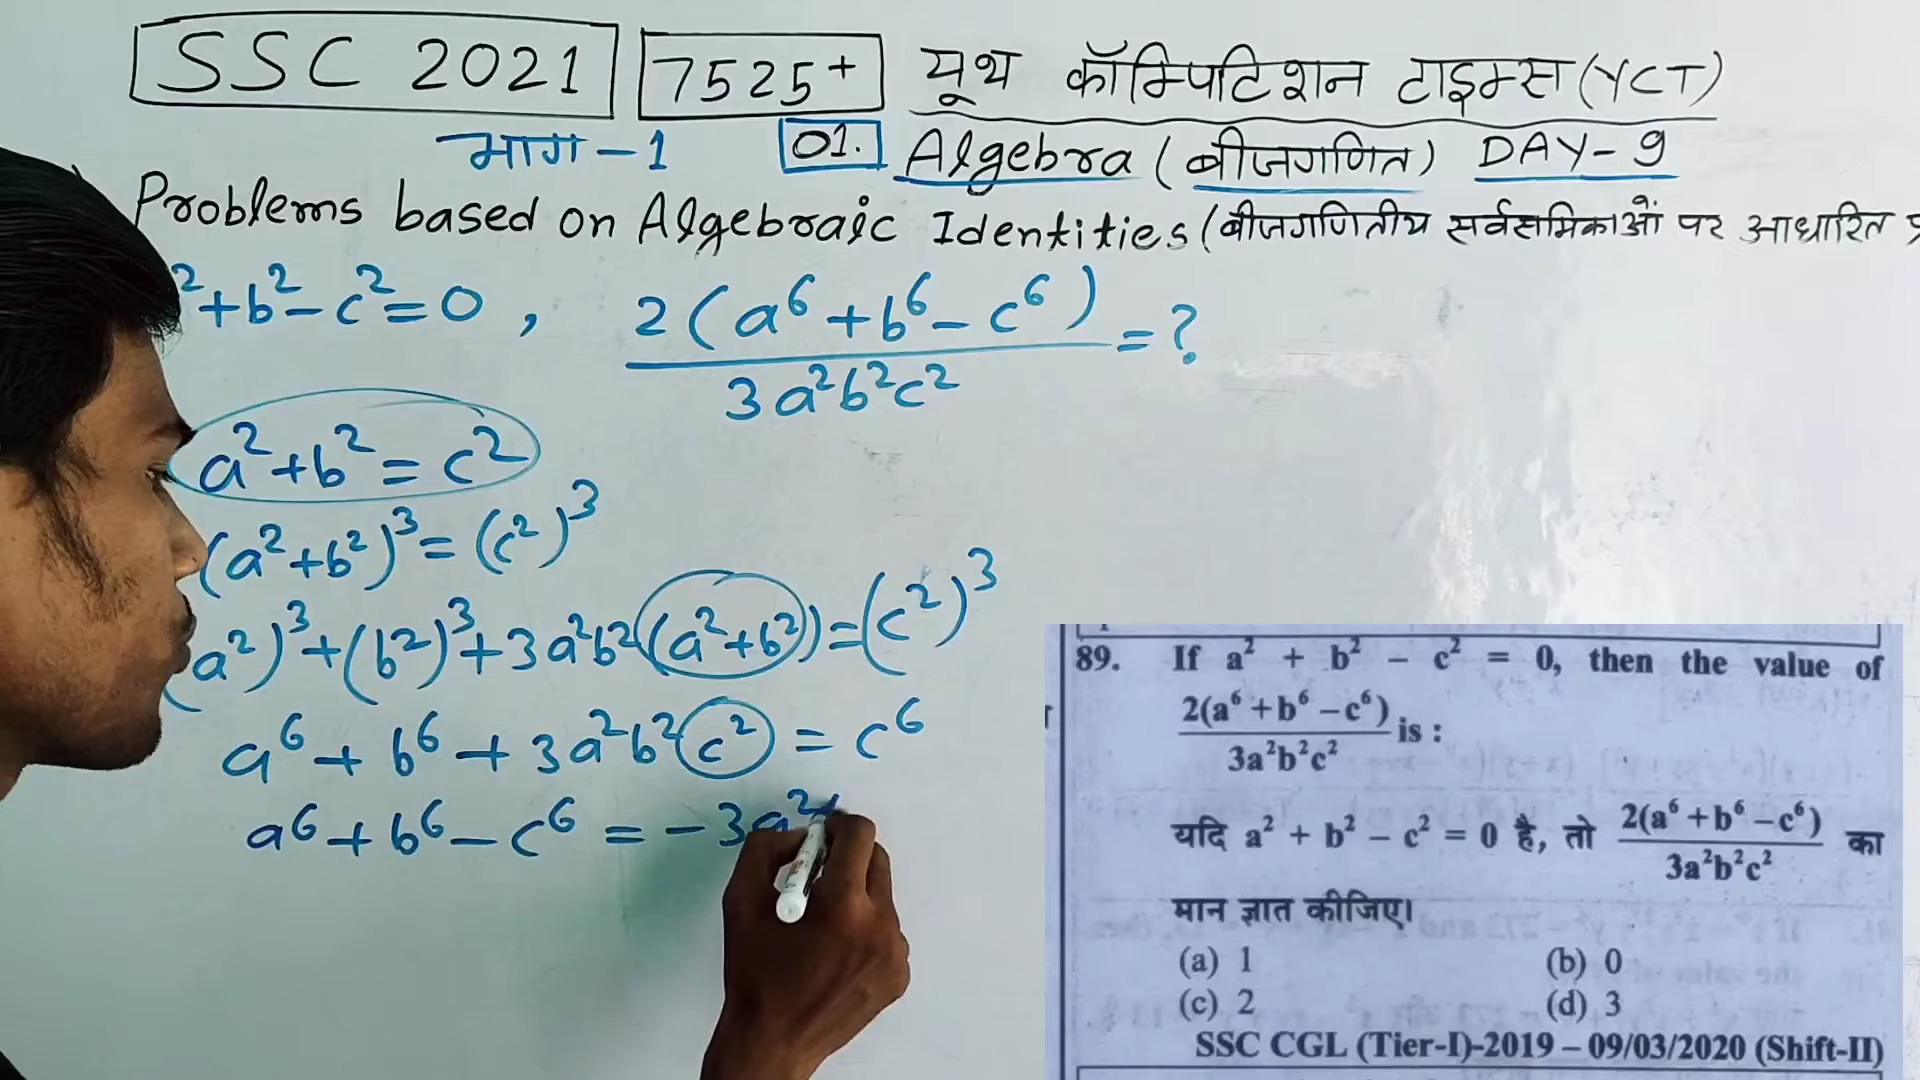 SSC 2021 7525+ यूथ कॉम्पिटिशन टाइम्स (YCT)
भाग-1 01. Algebra (बीजगणित) DAY-9
Problems based on Algebraic Identities (बीजगणितीय सर्वसमिकाओं पर आधारित
²+b²-c²=0, 2(a⁶+b⁶-c⁶)/3a²b²c² = ?
a²+b²=c²
(a²+b²)³=(c²)³
(a²)³+(b²)³+3a²b²(a²+b²)=(c²)³
a⁶+b⁶+3a²b²c²=c⁶
a⁶+b⁶-c⁶=-3a²
89. If a² + b² - c² = 0, then the value of
2(a⁶+b⁶-c⁶)/3a²b²c² is :
यदि a² + b² - c² = 0 है, तो 2(a⁶+b⁶-c⁶)/3a²b²c² का
मान ज्ञात कीजिए।
(a) 1 (b) 0
(c) 2 (d) 3
SSC CGL (Tier-I)-2019 – 09/03/2020 (Shift-II)